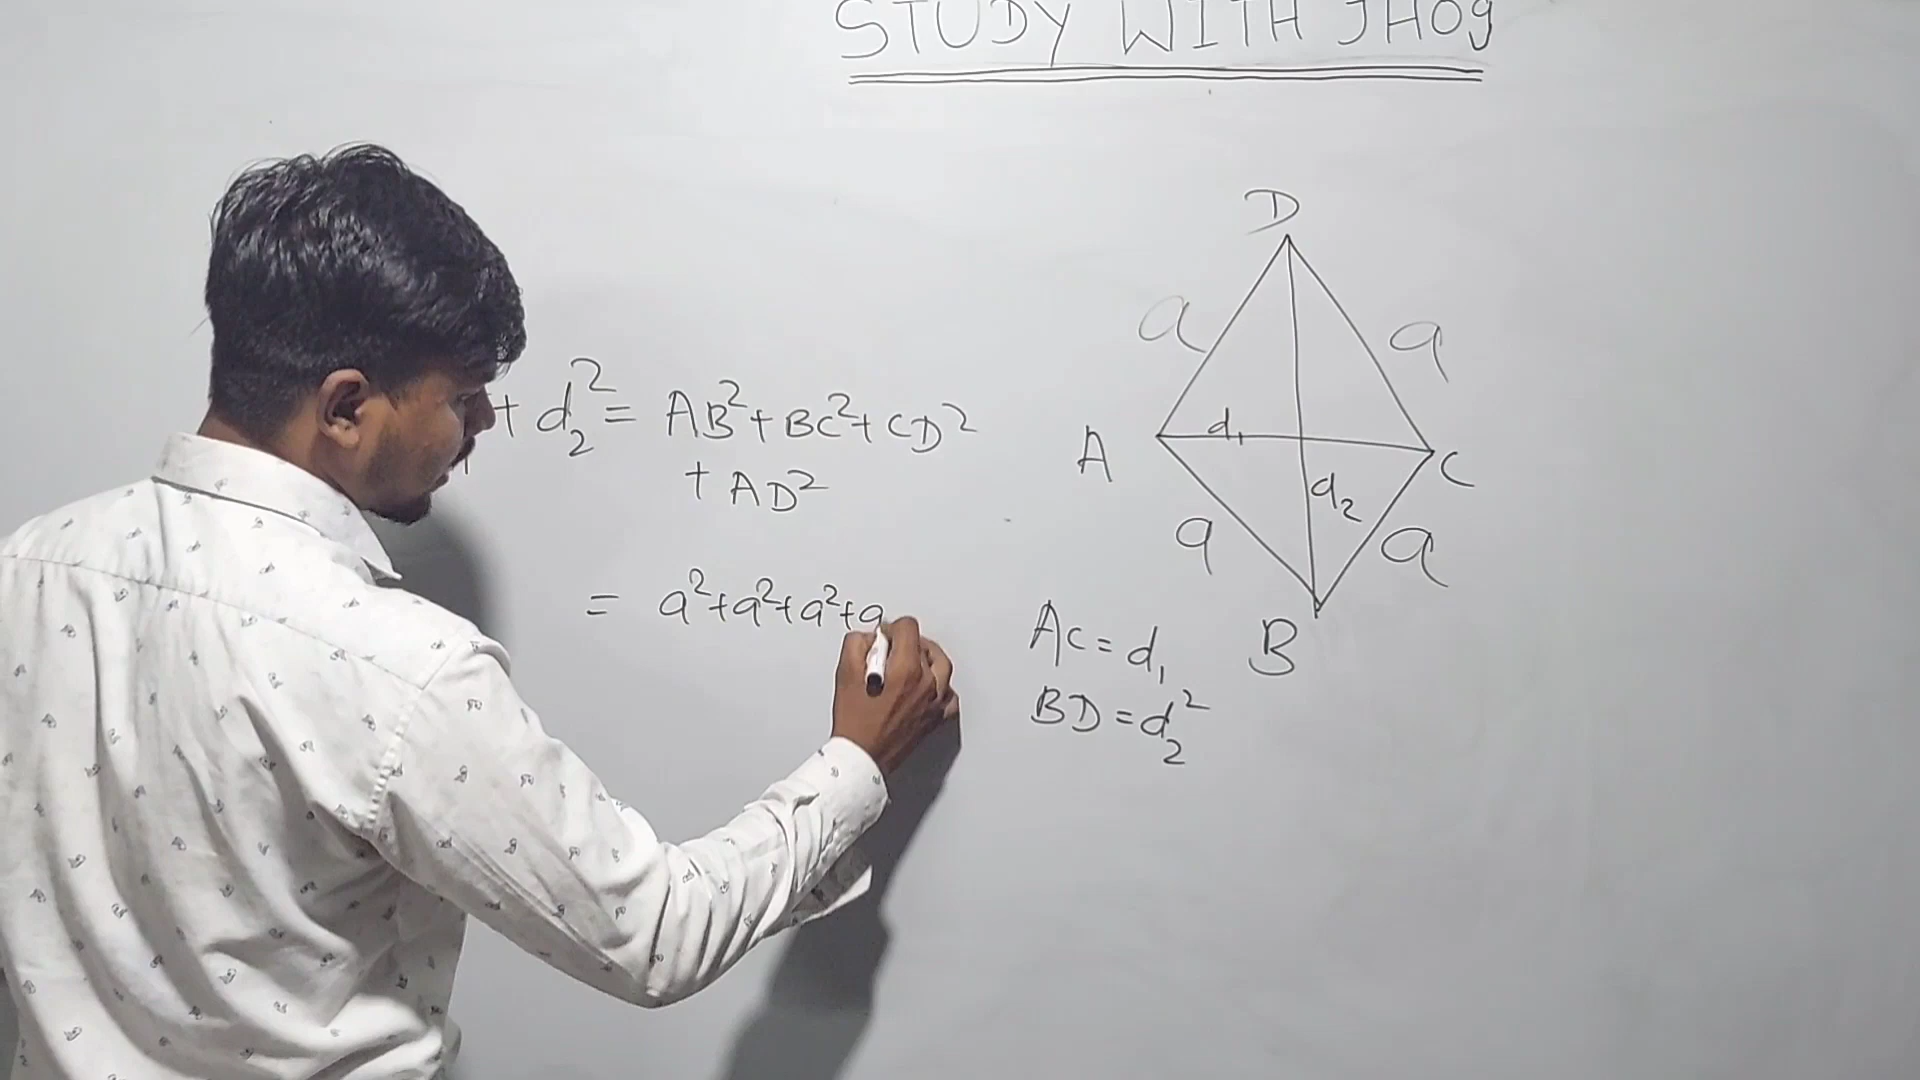 STUDY WITH JHOg
+ d₂² = AB² + BC² + CD²
+ AD²
= a² + a² + a² + a
D
a
a
d₁
A
C
d₂
a
a
B
AC = d₁
BD = d₂²